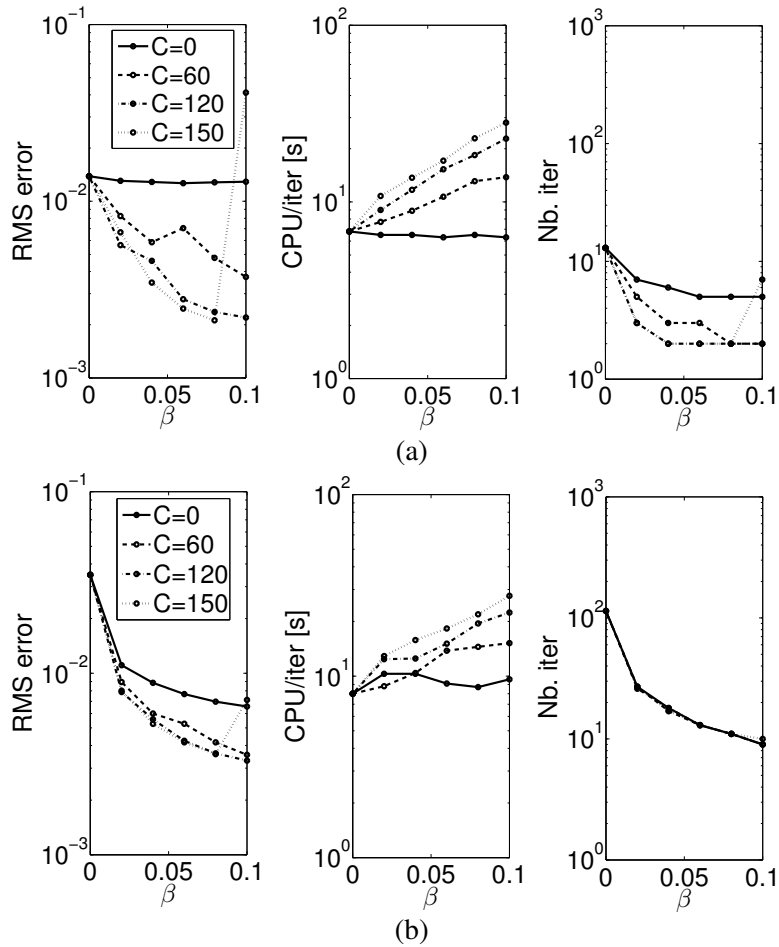 RMS error
10^-1
10^-2
10^-3
C=0
C=60
C=120
C=150
0 0.05 0.1
β
CPU/iter [s]
10^2
10^1
10^0
0 0.05 0.1
β
Nb. iter
10^3
10^2
10^1
10^0
0 0.05 0.1
β
(a)
RMS error
10^-1
10^-2
10^-3
C=0
C=60
C=120
C=150
0 0.05 0.1
β
CPU/iter [s]
10^2
10^1
10^0
0 0.05 0.1
β
Nb. iter
10^3
10^2
10^1
10^0
0 0.05 0.1
β
(b)